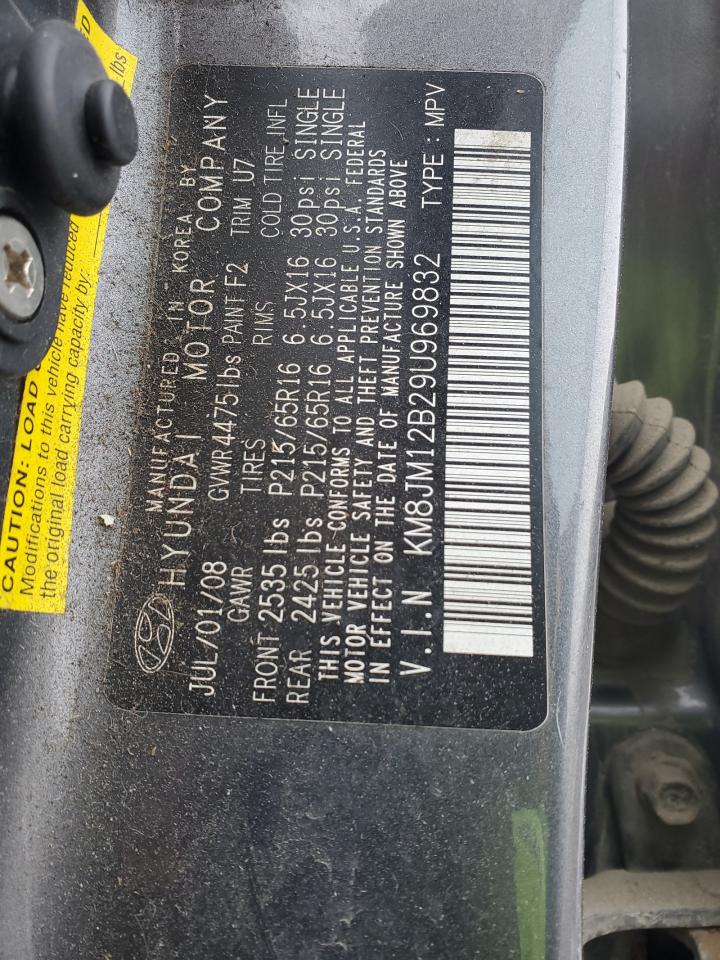 CAUTION: LOAD
Modifications to this vehicle have reduced
the original load carrying capacity by
lbs
MANUFACTURED IN KOREA BY
HYUNDAI MOTOR COMPANY
JUL/01/08 GVWR4475lbs PAINT F2 TRIM U7
GAWR TIRES RIMS COLD TIRE INFL
FRONT 2535 lbs P215/65R16 6.5JX16 30psi SINGLE
REAR 2425 lbs P215/65R16 6.5JX16 30psi SINGLE
THIS VEHICLE CONFORMS TO ALL APPLICABLE U.S.A. FEDERAL
MOTOR VEHICLE SAFETY AND THEFT PREVENTION STANDARDS
IN EFFECT ON THE DATE OF MANUFACTURE SHOWN ABOVE
V.I.N KM8JM12B29U969832 TYPE : MPV